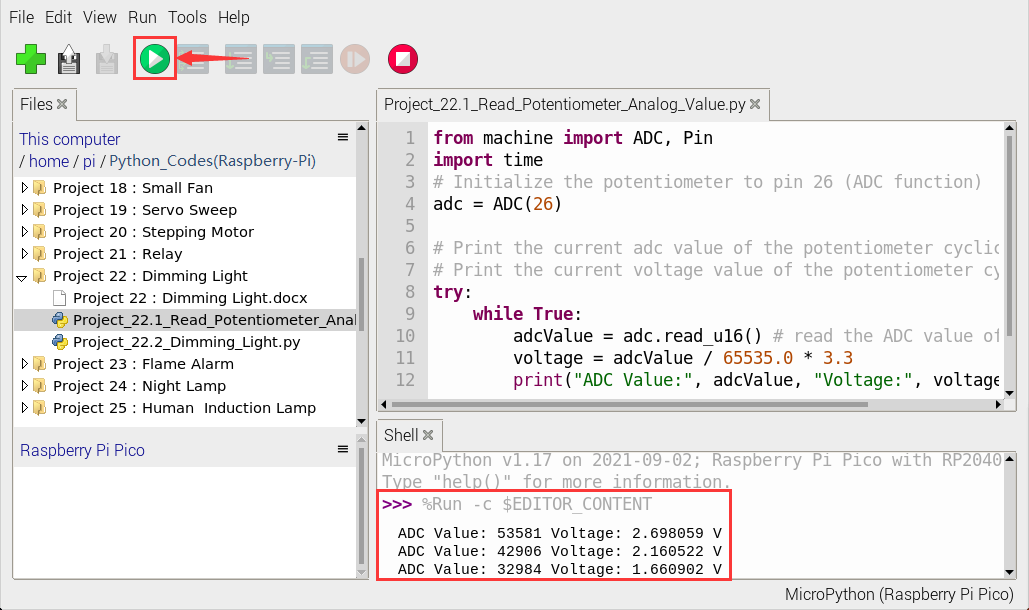 File Edit View Run Tools Help
Files
This computer
/ home / pi / Python_Codes(Raspberry-Pi)
Project 18 : Small Fan
Project 19 : Servo Sweep
Project 20 : Stepping Motor
Project 21 : Relay
Project 22 : Dimming Light
Project 22 : Dimming Light.docx
Project_22.1_Read_Potentiometer_Anal
Project_22.2_Dimming_Light.py
Project 23 : Flame Alarm
Project 24 : Night Lamp
Project 25 : Human  Induction Lamp
Raspberry Pi Pico
Project_22.1_Read_Potentiometer_Analog_Value.py
1 from machine import ADC, Pin
2 import time
3 # Initialize the potentiometer to pin 26 (ADC function)
4 adc = ADC(26)
5
6 # Print the current adc value of the potentiometer cyclic
7 # Print the current voltage value of the potentiometer cy
8 try:
9     while True:
10         adcValue = adc.read_u16() # read the ADC value of
11         voltage = adcValue / 65535.0 * 3.3
12         print("ADC Value:", adcValue, "Voltage:", voltage
Shell
MicroPython v1.17 on 2021-09-02; Raspberry Pi Pico with RP2040
Type "help()" for more information.
>>> %Run -c $EDITOR_CONTENT
ADC Value: 53581 Voltage: 2.698059 V
ADC Value: 42906 Voltage: 2.160522 V
ADC Value: 32984 Voltage: 1.660902 V
MicroPython (Raspberry Pi Pico)